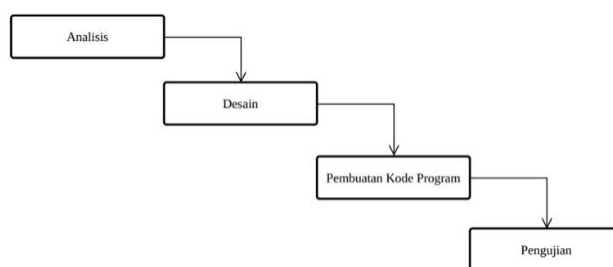 Analisis
Desain
Pembuatan Kode Program
Pengujian